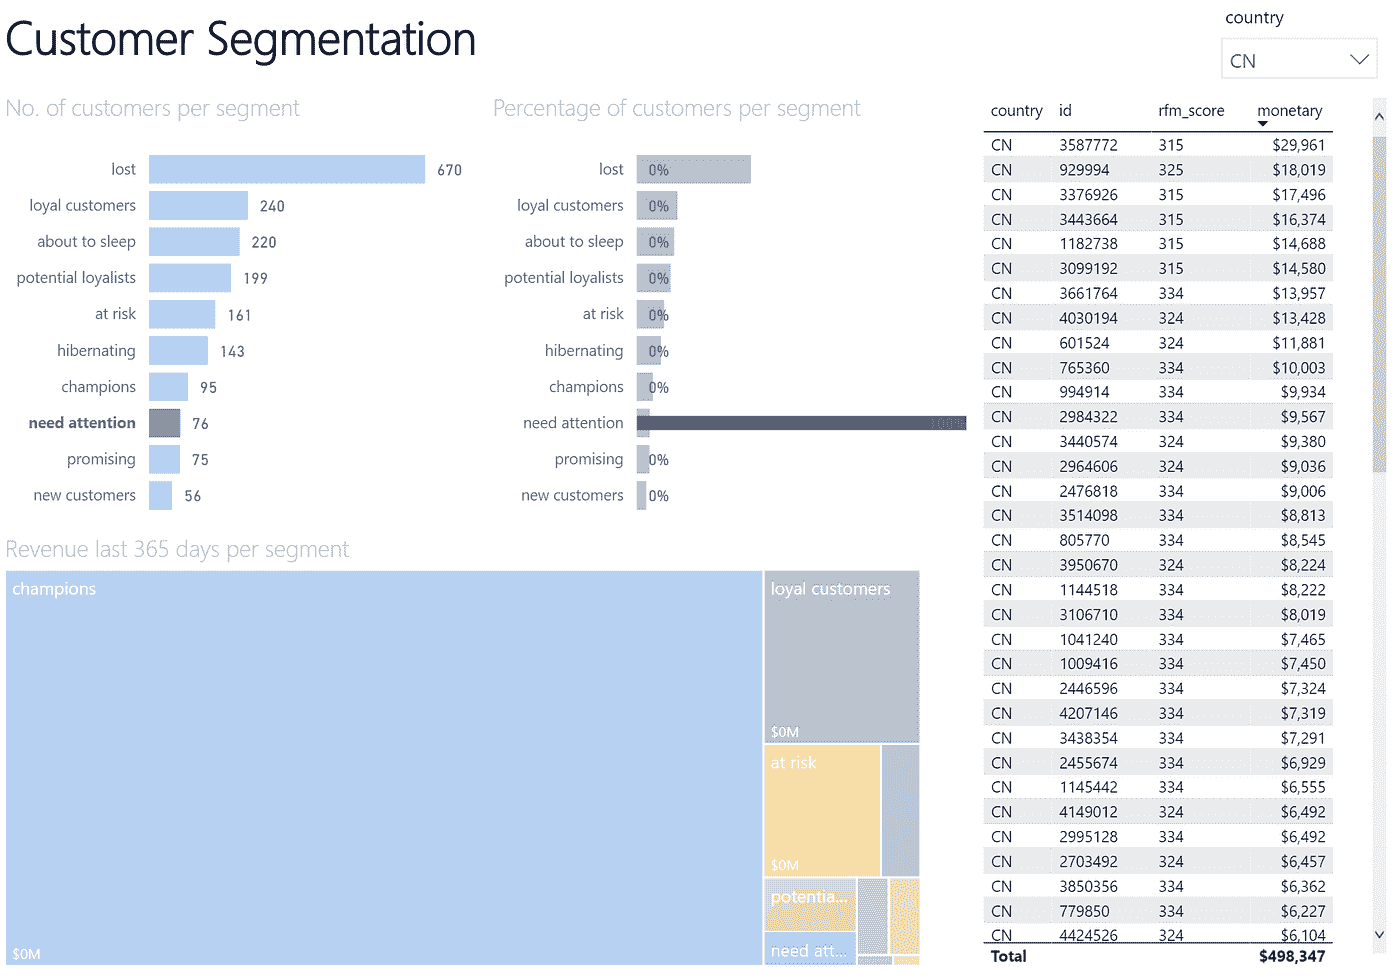 Customer Segmentation
country
CN
No. of customers per segment
lost 670
loyal customers 240
about to sleep 220
potential loyalists 199
at risk 161
hibernating 143
champions 95
need attention 76
promising 75
new customers 56
Percentage of customers per segment
lost 0%
loyal customers 0%
about to sleep 0%
potential loyalists 0%
at risk 0%
hibernating 0%
champions 0%
need attention 100%
promising 0%
new customers 0%
Revenue last 365 days per segment
champions
$0M
loyal customers
$0M
at risk
$0M
potentia...
need att...
country id rfm_score monetary
CN 3587772 315 $29,961
CN 929994 325 $18,019
CN 3376926 315 $17,496
CN 3443664 315 $16,374
CN 1182738 315 $14,688
CN 3099192 315 $14,580
CN 3661764 334 $13,957
CN 4030194 324 $13,428
CN 601524 324 $11,881
CN 765360 334 $10,003
CN 994914 334 $9,934
CN 2984322 334 $9,567
CN 3440574 324 $9,380
CN 2964606 324 $9,036
CN 2476818 334 $9,006
CN 3514098 334 $8,813
CN 805770 334 $8,545
CN 3950670 324 $8,224
CN 1144518 334 $8,222
CN 3106710 334 $8,019
CN 1041240 334 $7,465
CN 1009416 334 $7,450
CN 2446596 334 $7,324
CN 4207146 334 $7,319
CN 3438354 334 $7,291
CN 2455674 334 $6,929
CN 1145442 334 $6,555
CN 4149012 324 $6,492
CN 2995128 334 $6,492
CN 2703492 324 $6,457
CN 3850356 334 $6,362
CN 779850 334 $6,227
CN 4424526 324 $6,104
Total $498,347